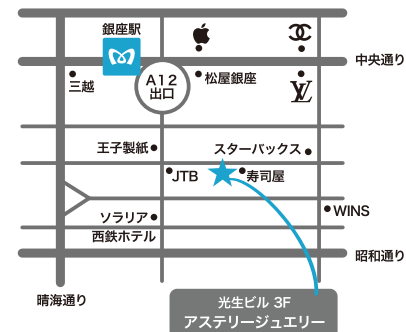 銀座駅
中央通り
三越
A12
出口
松屋銀座
LV
王子製紙
スターバックス
JTB
寿司屋
ソラリア
西鉄ホテル
WINS
昭和通り
晴海通り
光生ビル 3F
アステリージュエリー